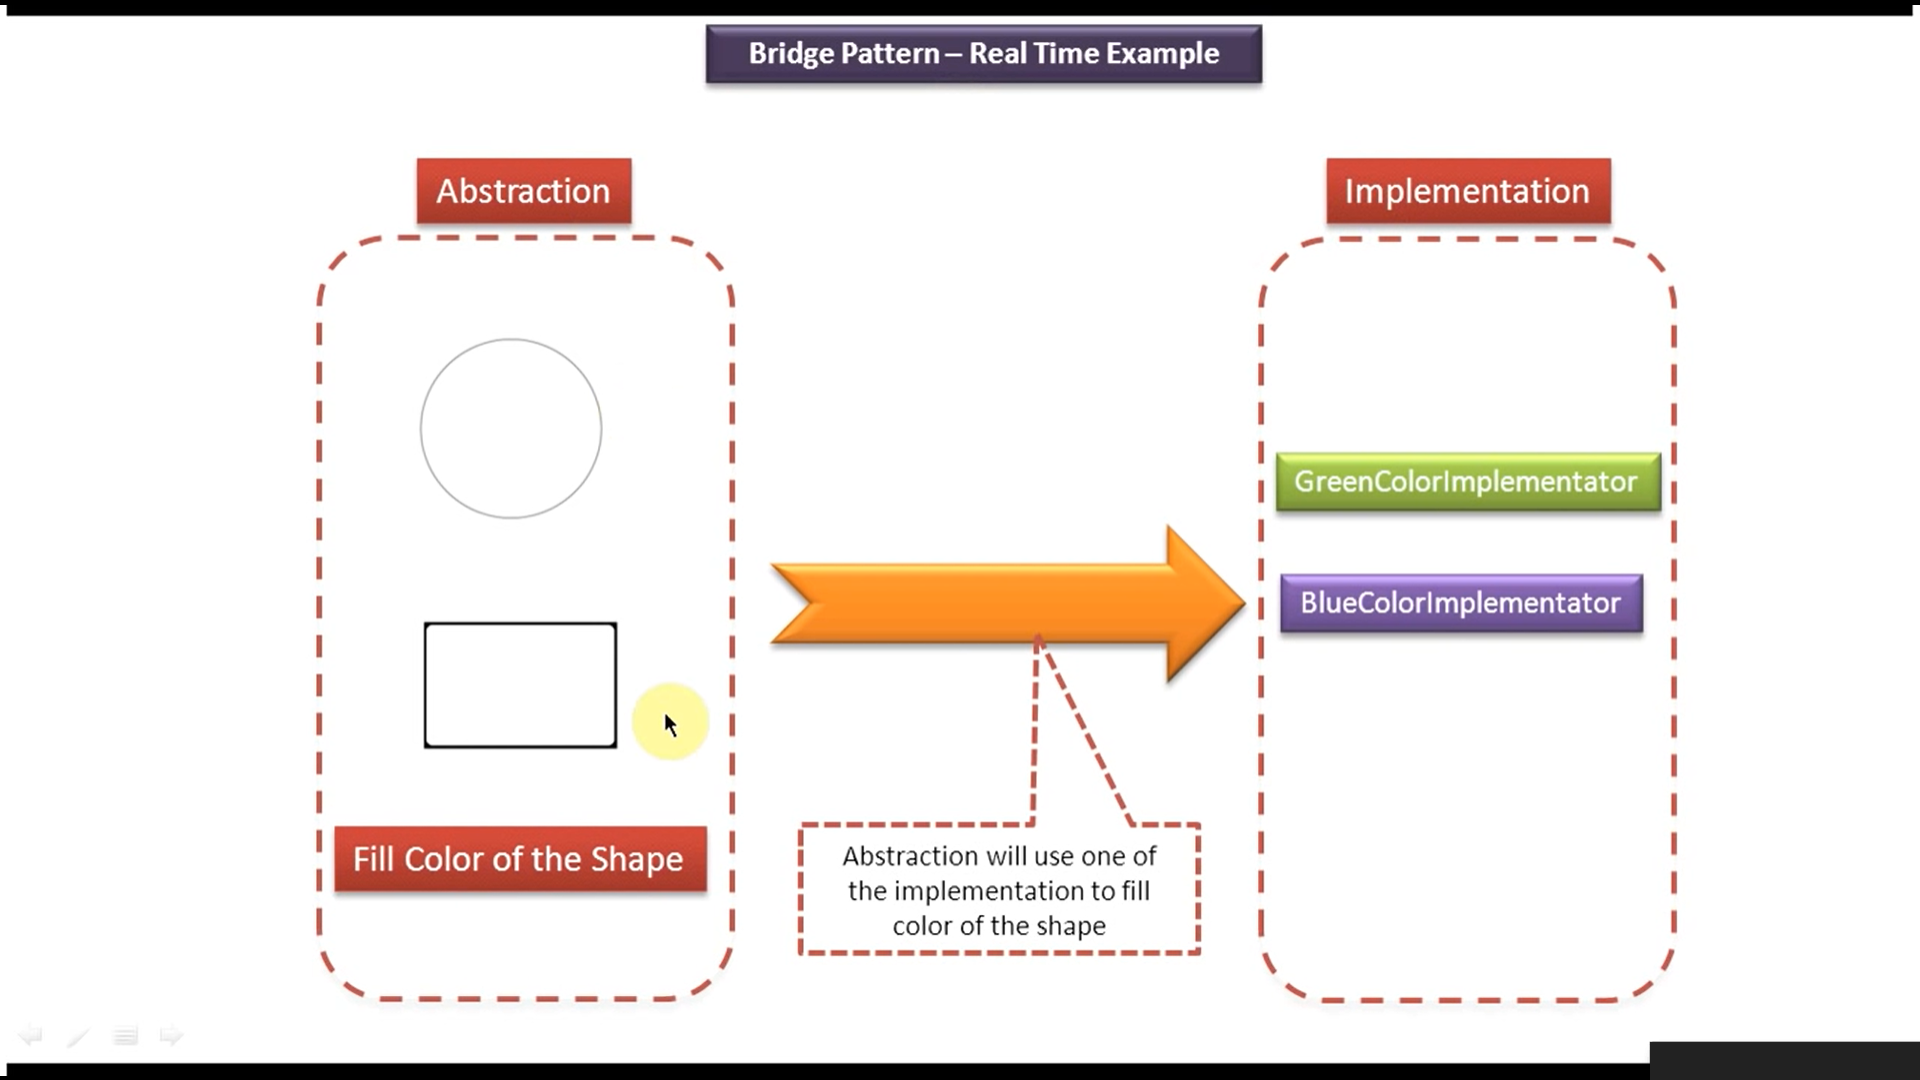 Bridge Pattern – Real Time Example
Abstraction
Implementation
GreenColorImplementator
BlueColorImplementator
Fill Color of the Shape
Abstraction will use one of
the implementation to fill
color of the shape